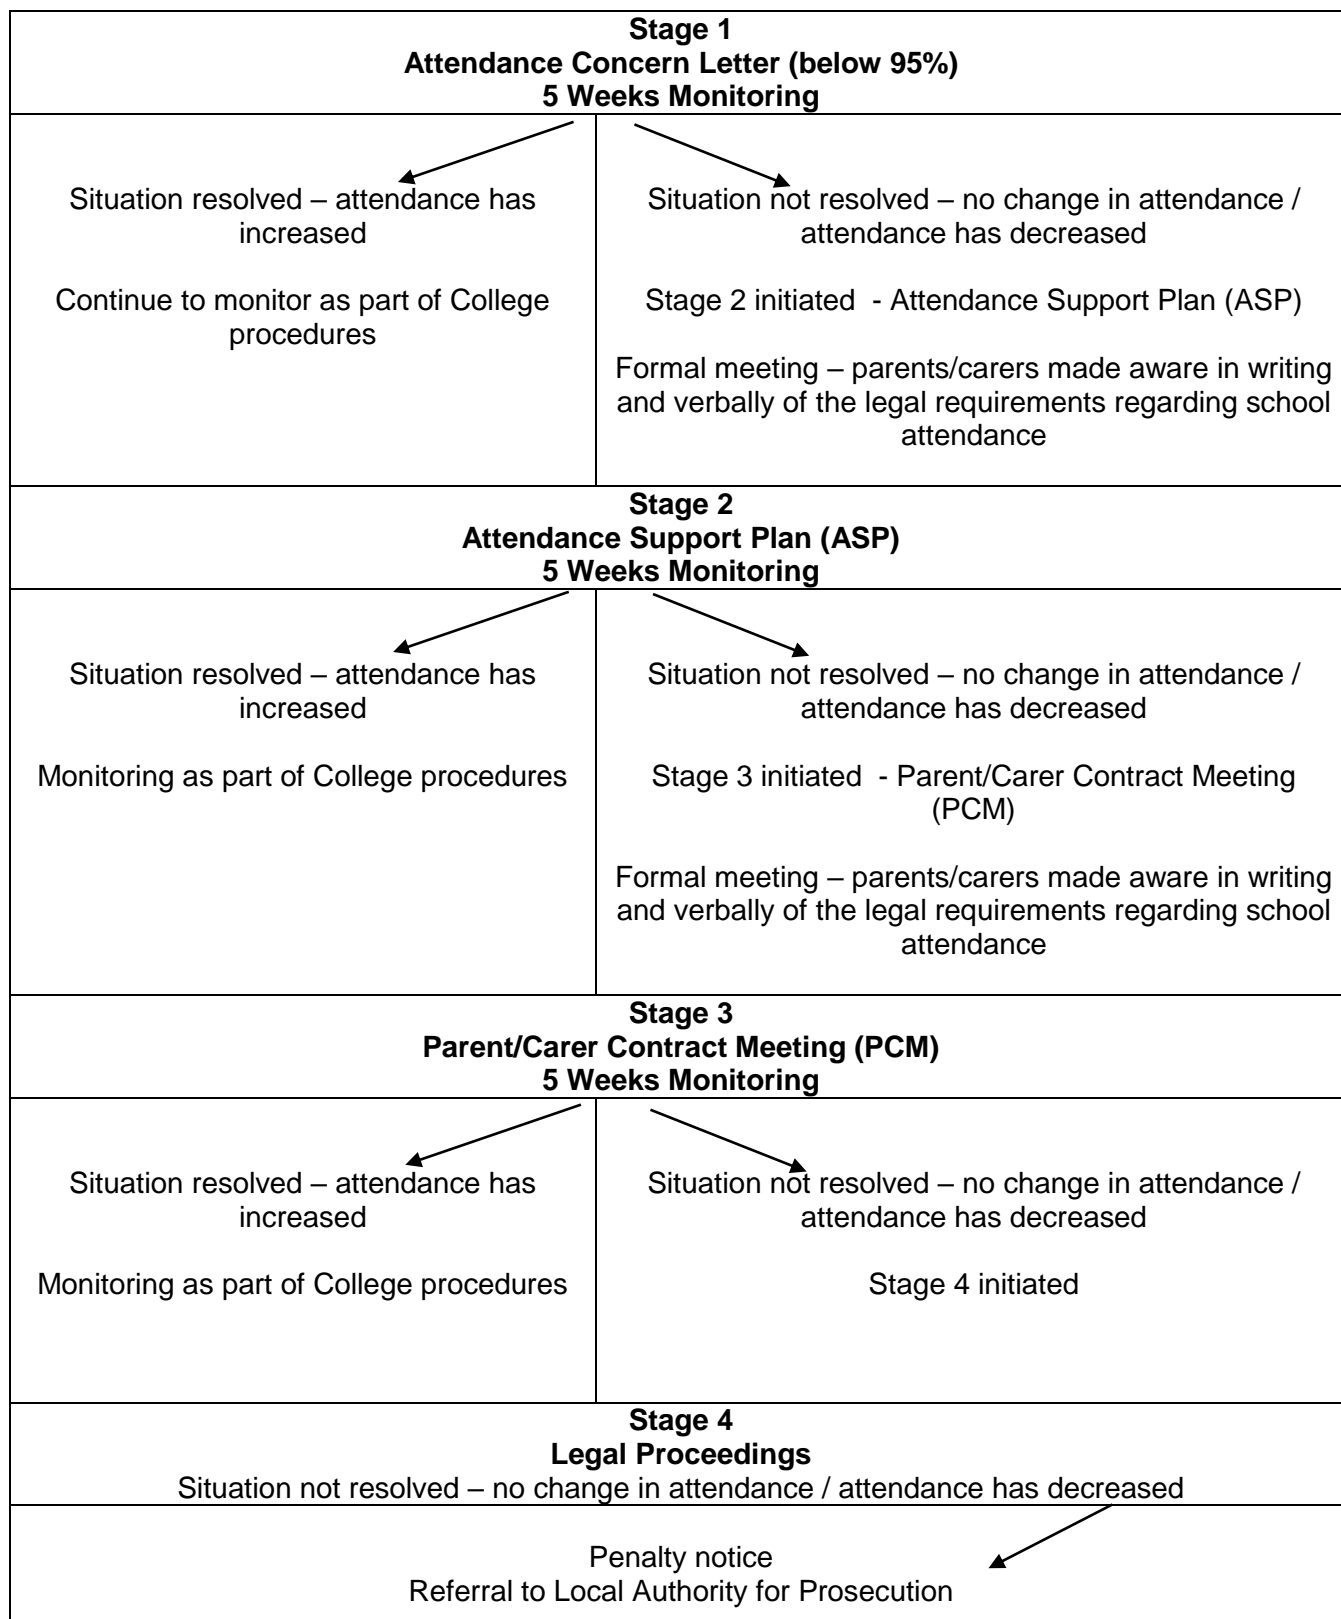 Stage 1
Attendance Concern Letter (below 95%)
5 Weeks Monitoring
Situation resolved – attendance has
increased
Continue to monitor as part of College
procedures
Situation not resolved – no change in attendance /
attendance has decreased
Stage 2 initiated  - Attendance Support Plan (ASP)
Formal meeting – parents/carers made aware in writing
and verbally of the legal requirements regarding school
attendance
Stage 2
Attendance Support Plan (ASP)
5 Weeks Monitoring
Situation resolved – attendance has
increased
Monitoring as part of College procedures
Situation not resolved – no change in attendance /
attendance has decreased
Stage 3 initiated  - Parent/Carer Contract Meeting
(PCM)
Formal meeting – parents/carers made aware in writing
and verbally of the legal requirements regarding school
attendance
Stage 3
Parent/Carer Contract Meeting (PCM)
5 Weeks Monitoring
Situation resolved – attendance has
increased
Monitoring as part of College procedures
Situation not resolved – no change in attendance /
attendance has decreased
Stage 4 initiated
Stage 4
Legal Proceedings
Situation not resolved – no change in attendance / attendance has decreased
Penalty notice
Referral to Local Authority for Prosecution